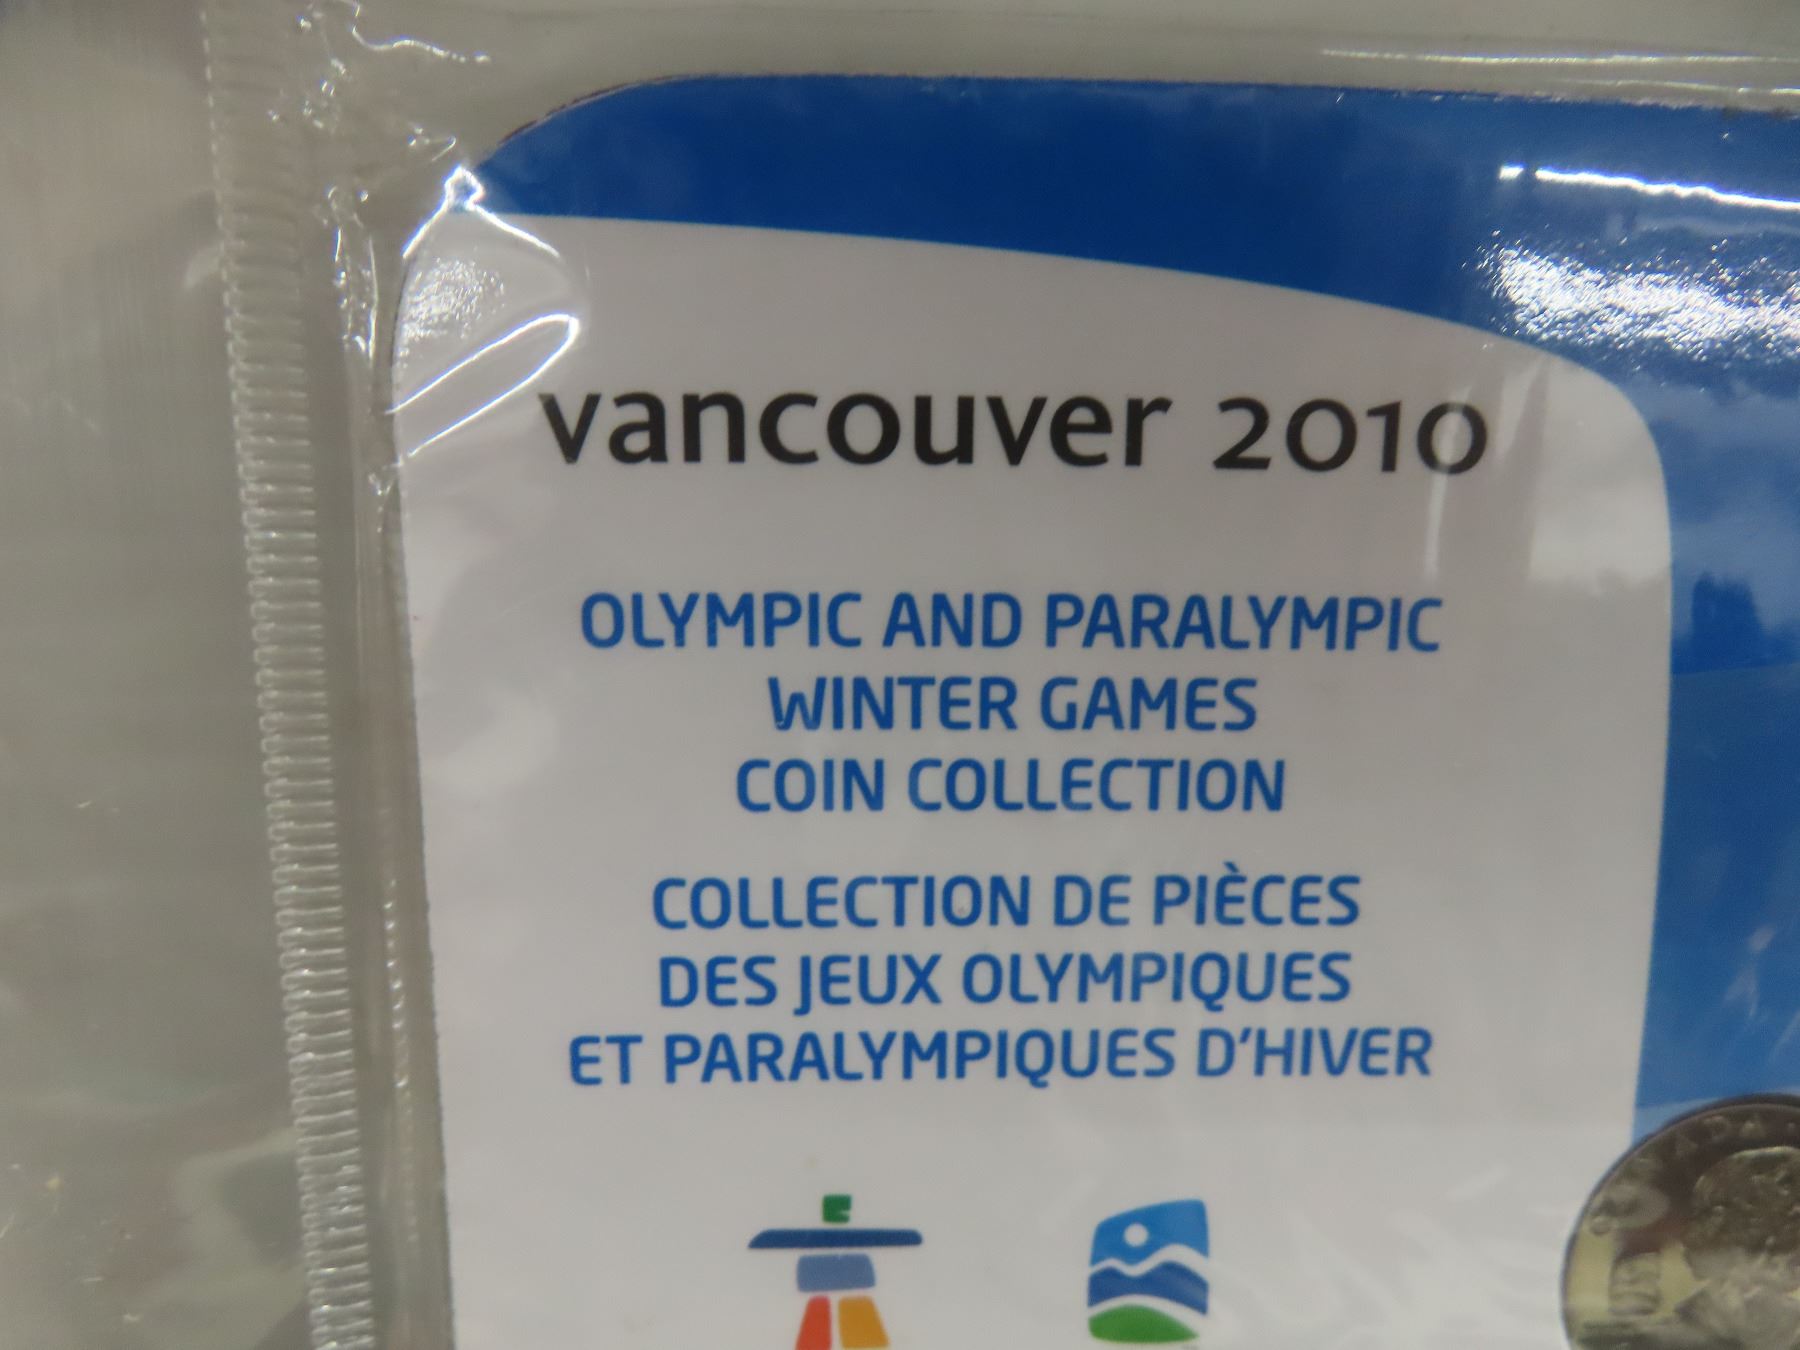 vancouver 2010
OLYMPIC AND PARALYMPIC
WINTER GAMES
COIN COLLECTION
COLLECTION DE PIÈCES
DES JEUX OLYMPIQUES
ET PARALYMPIQUES D'HIVER